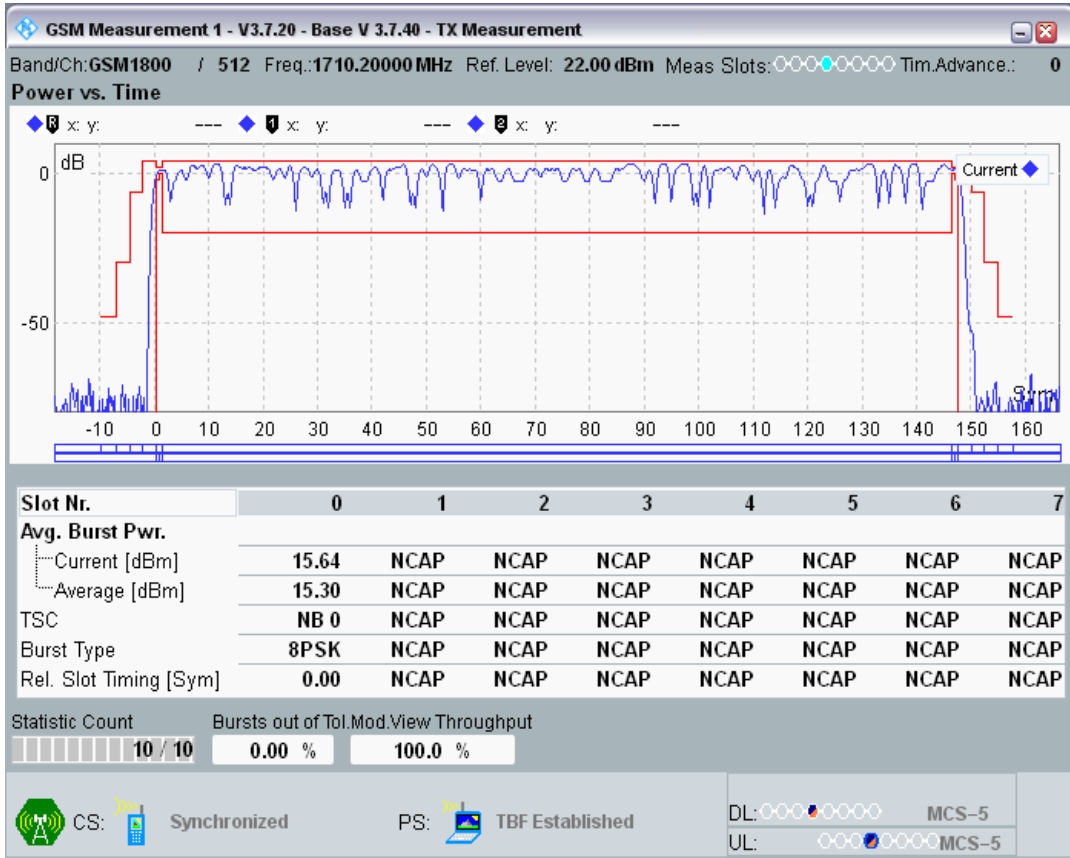 GSM Measurement 1 - V3.7.20 - Base V 3.7.40 - TX Measurement
Band/Ch:GSM1800 / 512 Freq.:1710.20000 MHz Ref. Level: 22.00 dBm Meas Slots: Tim.Advance.: 0
Power vs. Time
R x: y: --- 1 x: y: --- 2 x: y: ---
dB
Current
0
-50
Sym
-10 0 10 20 30 40 50 60 70 80 90 100 110 120 130 140 150 160
Slot Nr. 0 1 2 3 4 5 6 7
Avg. Burst Pwr.
Current [dBm] 15.64 NCAP NCAP NCAP NCAP NCAP NCAP NCAP
Average [dBm] 15.30 NCAP NCAP NCAP NCAP NCAP NCAP NCAP
TSC NB 0 NCAP NCAP NCAP NCAP NCAP NCAP NCAP
Burst Type 8PSK NCAP NCAP NCAP NCAP NCAP NCAP NCAP
Rel. Slot Timing [Sym] 0.00 NCAP NCAP NCAP NCAP NCAP NCAP NCAP
Statistic Count Bursts out of Tol. Mod.View Throughput
10 / 10 0.00 % 100.0 %
CS: Synchronized PS: TBF Established
DL: MCS-5
UL: MCS-5